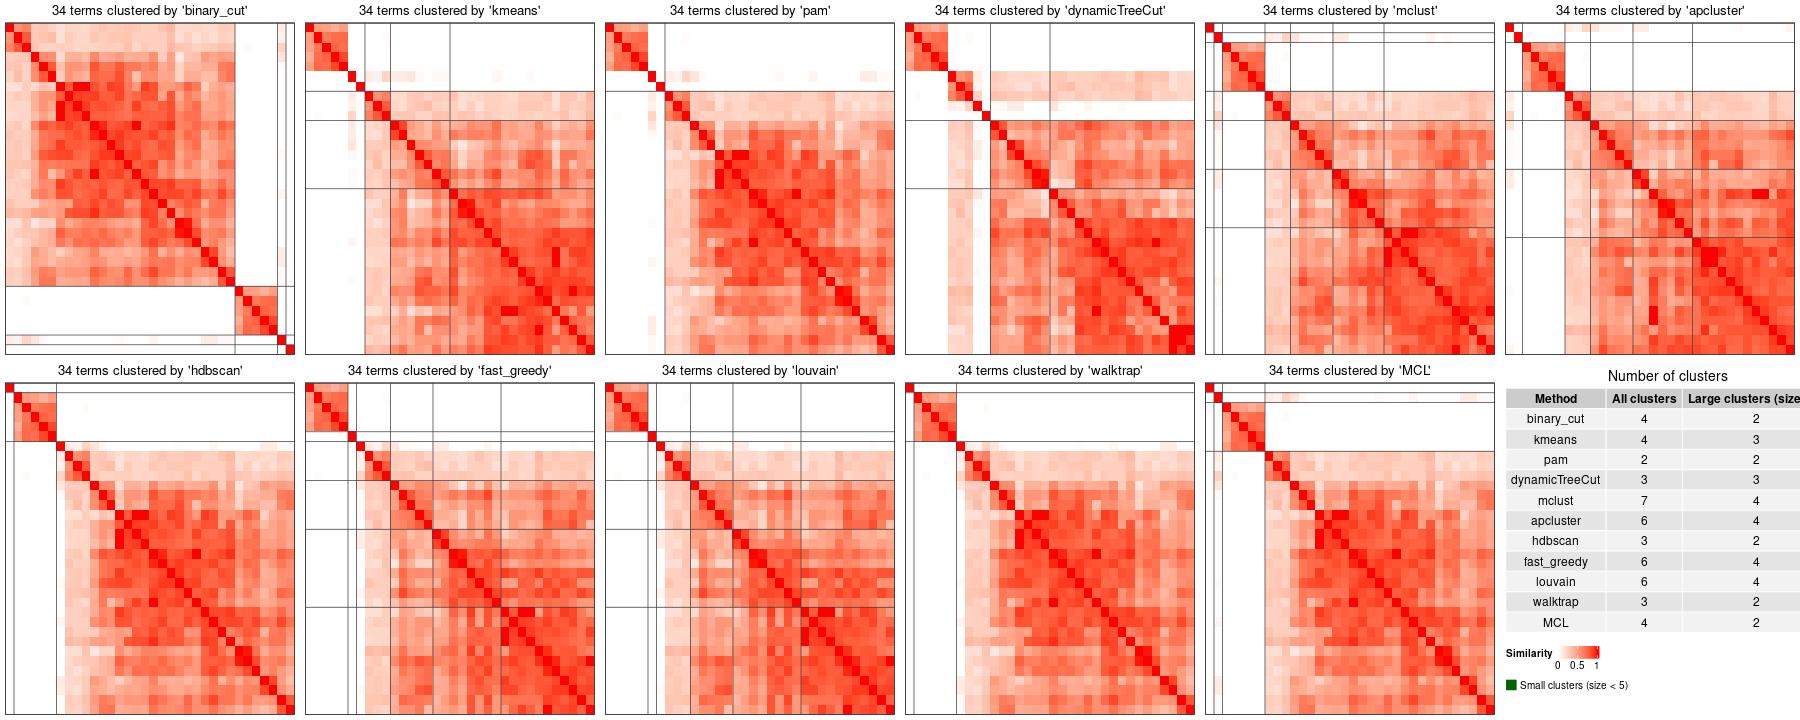 34 terms clustered by 'binary_cut'
34 terms clustered by 'kmeans'
34 terms clustered by 'pam'
34 terms clustered by 'dynamicTreeCut'
34 terms clustered by 'mclust'
34 terms clustered by 'apcluster'
34 terms clustered by 'hdbscan'
34 terms clustered by 'fast_greedy'
34 terms clustered by 'louvain'
34 terms clustered by 'walktrap'
34 terms clustered by 'MCL'
Number of clusters
Method All clusters Large clusters (size
binary_cut 4 2
kmeans 4 3
pam 2 2
dynamicTreeCut 3 3
mclust 7 4
apcluster 6 4
hdbscan 3 2
fast_greedy 6 4
louvain 6 4
walktrap 3 2
MCL 4 2
Similarity
0 0.5 1
Small clusters (size < 5)